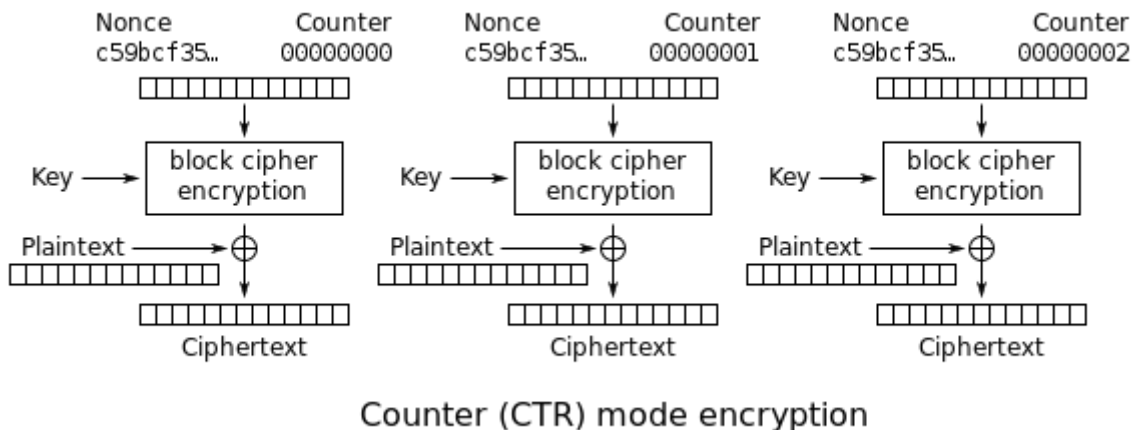 Nonce Counter Nonce Counter Nonce Counter
c59bcf35… 00000000 c59bcf35… 00000001 c59bcf35… 00000002
block cipher block cipher block cipher
Key encryption Key encryption Key encryption
Plaintext Plaintext Plaintext
Ciphertext Ciphertext Ciphertext
Counter (CTR) mode encryption